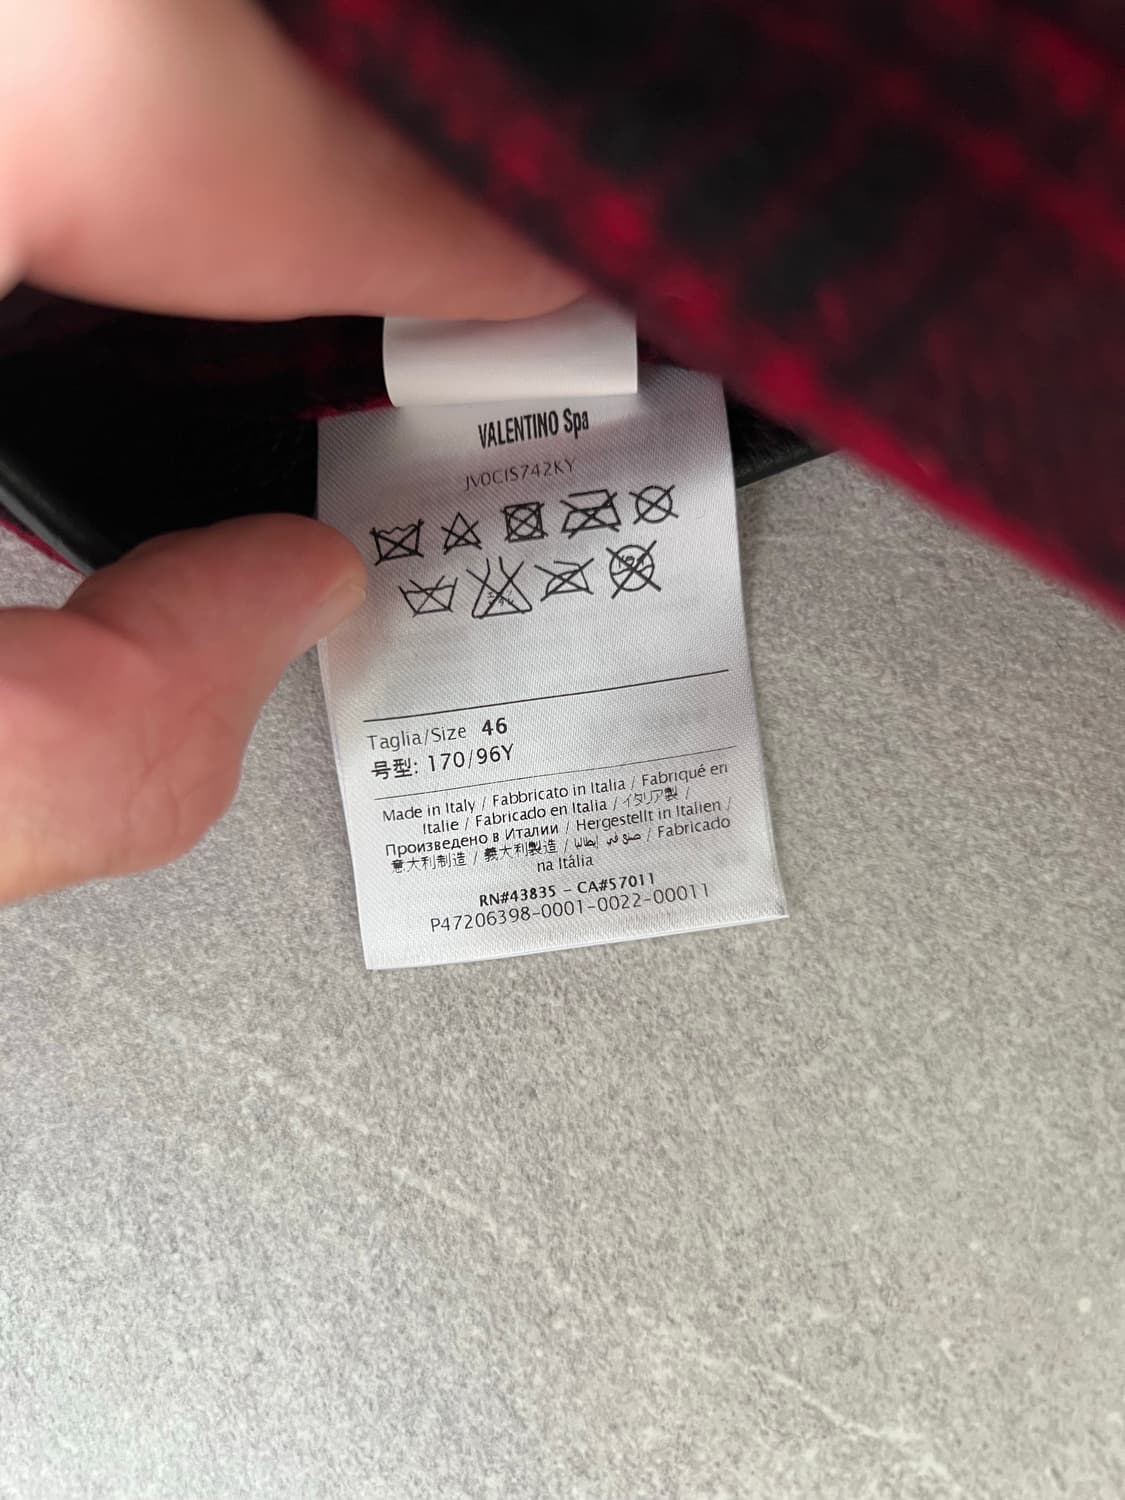 VALENTINO Spa
JV0CIS742KY
Taglia/Size 46
号型: 170/96Y
Made in Italy / Fabbricato in Italia / Fabriqué en
Italie / Fabricado en Italia / イタリア製 /
Произведено в Италии / Hergestellt in Italien /
意大利制造 / 義大利製造 / صنع في إيطاليا / Fabricado
na Itália
RN#43835 – CA#57011
P47206398-0001-0022-00011